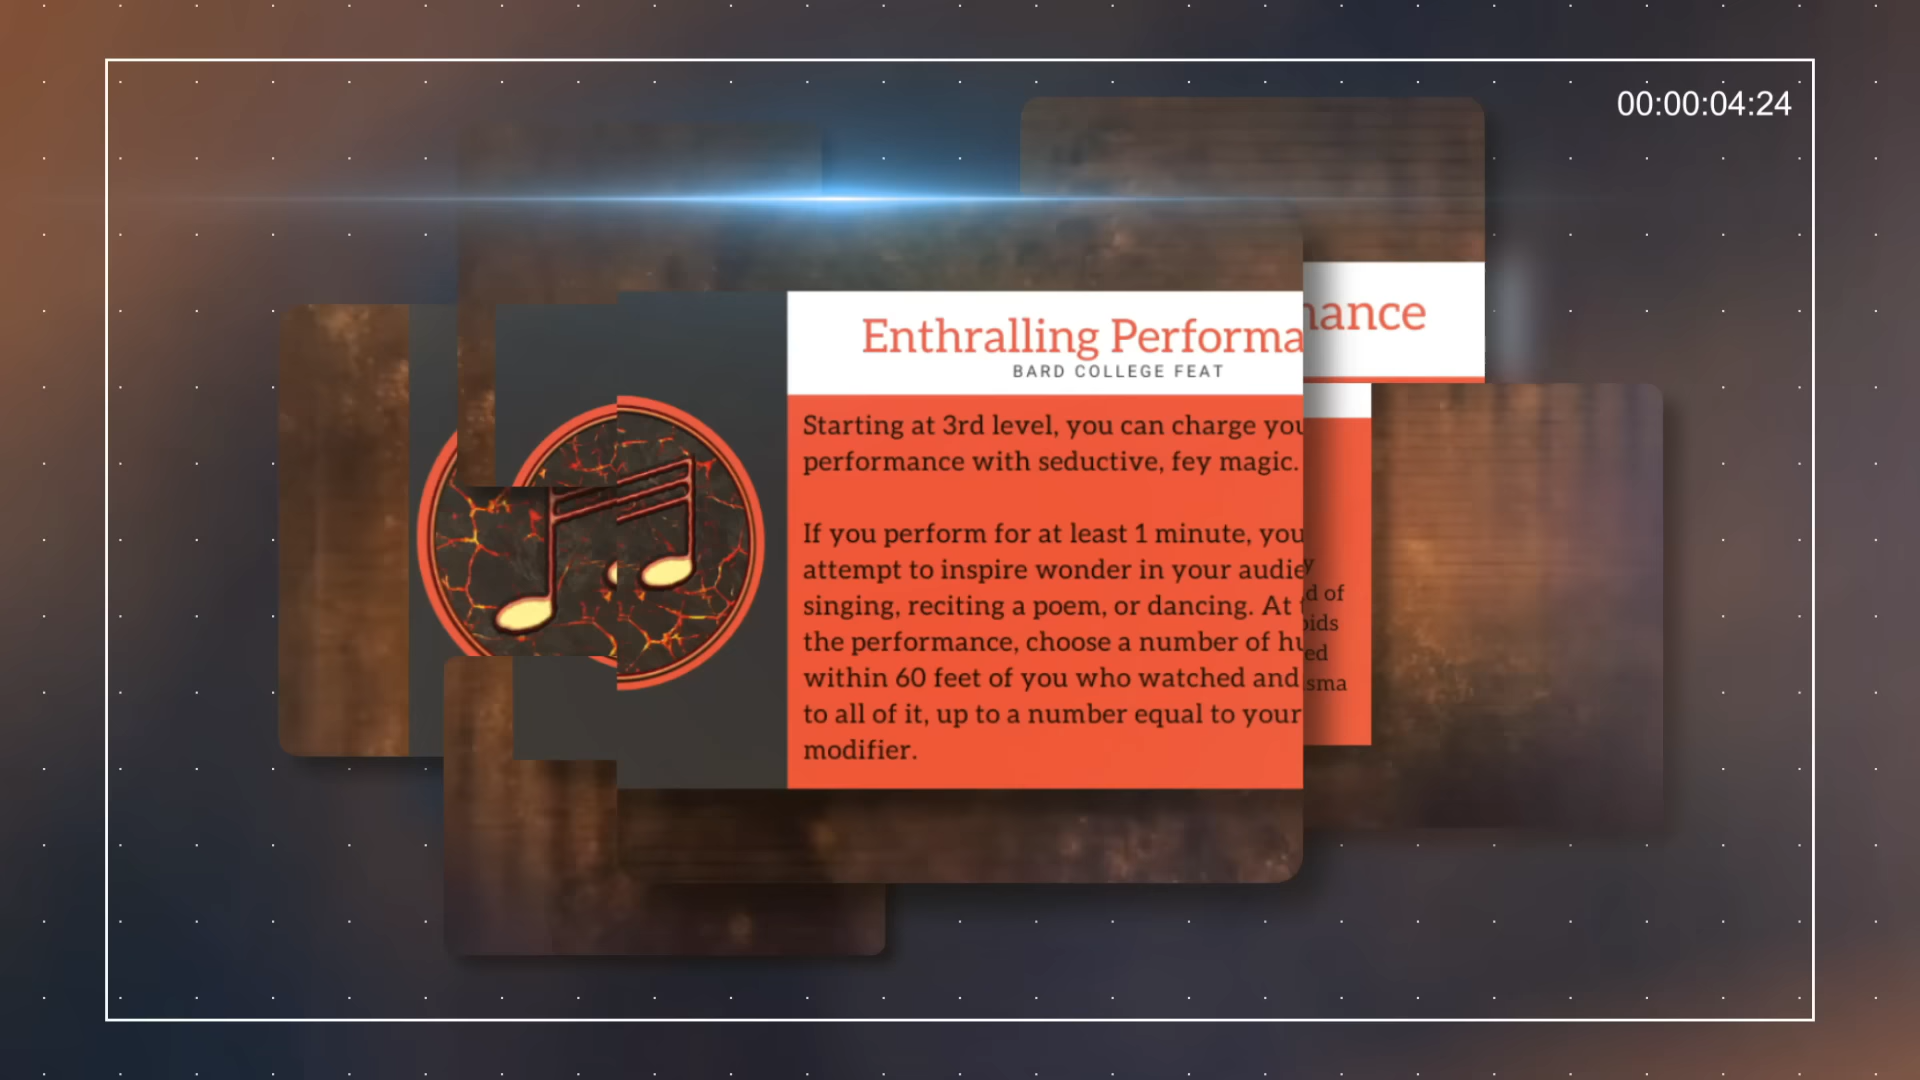 00:00:04:24
Enthralling Performa
nance
BARD COLLEGE FEAT
Starting at 3rd level, you can charge you
performance with seductive, fey magic.
If you perform for at least 1 minute, you
attempt to inspire wonder in your audie
singing, reciting a poem, or dancing. At
the performance, choose a number of hu
within 60 feet of you who watched and
to all of it, up to a number equal to your
modifier.
y
d of
oids
ed
sma